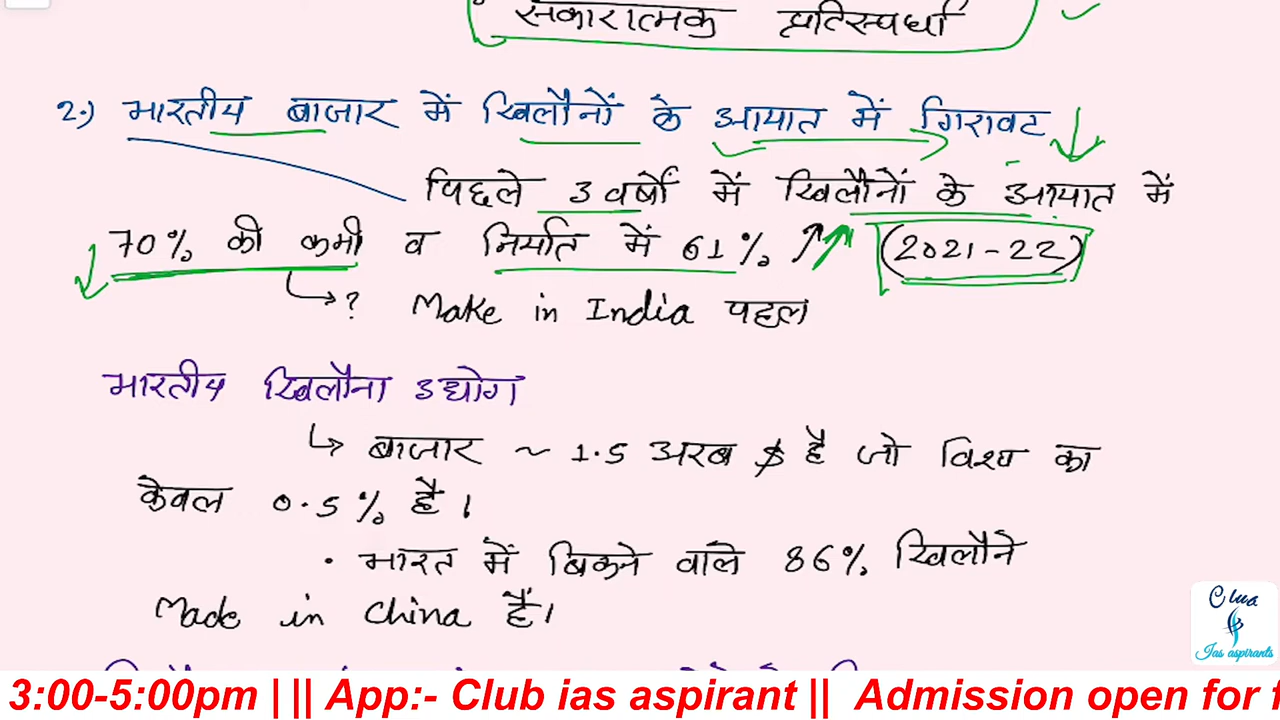 सकारात्मक प्रतिस्पर्धा
2.) भारतीय बाजार में खिलौनों के आयात में गिरावट ↓
पिछले 3 वर्षों में खिलौनों के आयात में
70% की कमी व निर्यात में 61% (2021-22)
↳? Make in India पहल
भारतीय खिलौना उद्योग
↳ बाजार ~ 1.5 अरब $ है जो विश्व का
केवल 0.5% है।
• भारत में बिकने वाले 86% खिलौने
Made in China हैं।
Club
Ias aspirants
3:00-5:00pm | || App:- Club ias aspirant || Admission open for f